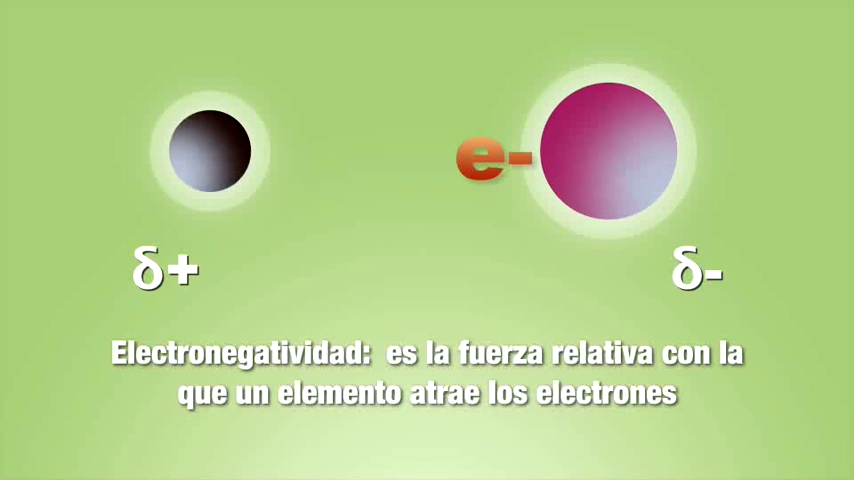 e-
δ+
δ-
Electronegatividad:  es la fuerza relativa con la
que un elemento atrae los electrones